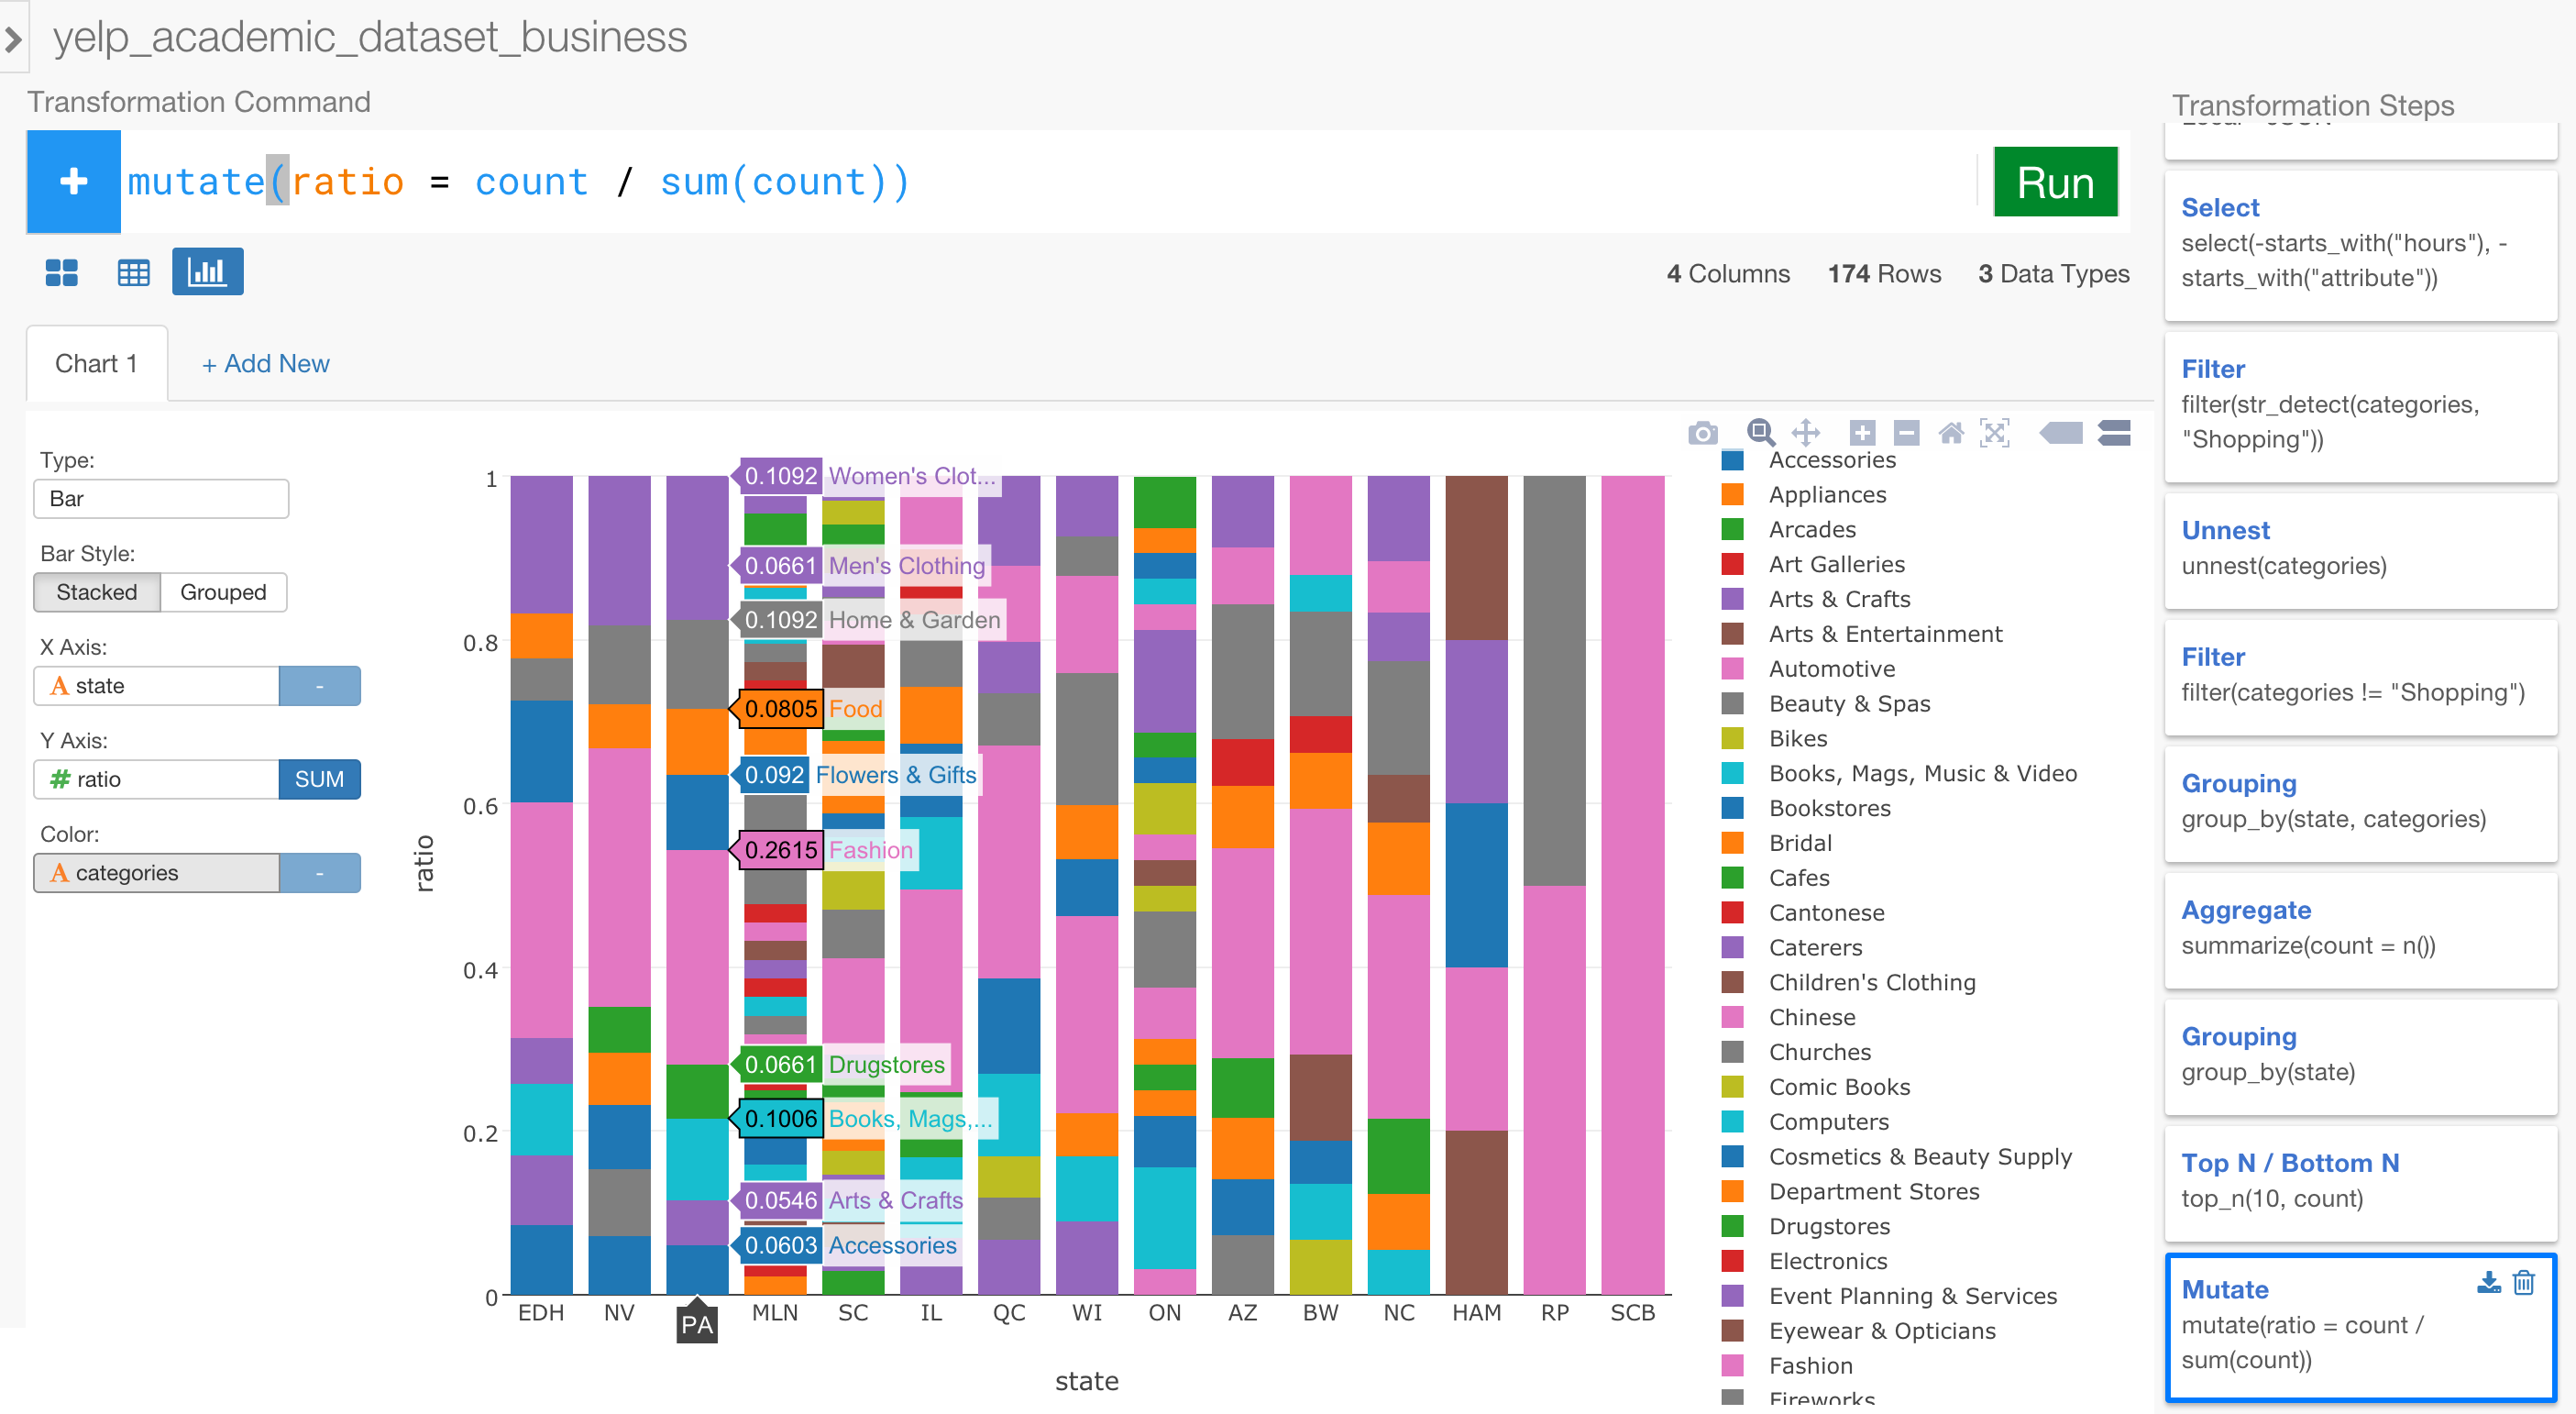 yelp_academic_dataset_business
Transformation Command
mutate(ratio = count / sum(count))
Run
4 Columns 174 Rows 3 Data Types
Chart 1
+ Add New
Type:
Bar
Bar Style:
Stacked Grouped
X Axis:
A state -
Y Axis:
# ratio SUM
Color:
A categories -
ratio
1
0.8
0.6
0.4
0.2
0
0.1092 Women's Clot...
0.0661 Men's Clothing
0.1092 Home & Garden
0.0805 Food
0.092 Flowers & Gifts
0.2615 Fashion
0.0661 Drugstores
0.1006 Books, Mags,...
0.0546 Arts & Crafts
0.0603 Accessories
EDH NV PA MLN SC IL QC WI ON AZ BW NC HAM RP SCB
state
Accessories
Appliances
Arcades
Art Galleries
Arts & Crafts
Arts & Entertainment
Automotive
Beauty & Spas
Bikes
Books, Mags, Music & Video
Bookstores
Bridal
Cafes
Cantonese
Caterers
Children's Clothing
Chinese
Churches
Comic Books
Computers
Cosmetics & Beauty Supply
Department Stores
Drugstores
Electronics
Event Planning & Services
Eyewear & Opticians
Fashion
Fireworks
Transformation Steps
Select
select(-starts_with("hours"), -
starts_with("attribute"))
Filter
filter(str_detect(categories,
"Shopping"))
Unnest
unnest(categories)
Filter
filter(categories != "Shopping")
Grouping
group_by(state, categories)
Aggregate
summarize(count = n())
Grouping
group_by(state)
Top N / Bottom N
top_n(10, count)
Mutate
mutate(ratio = count /
sum(count))